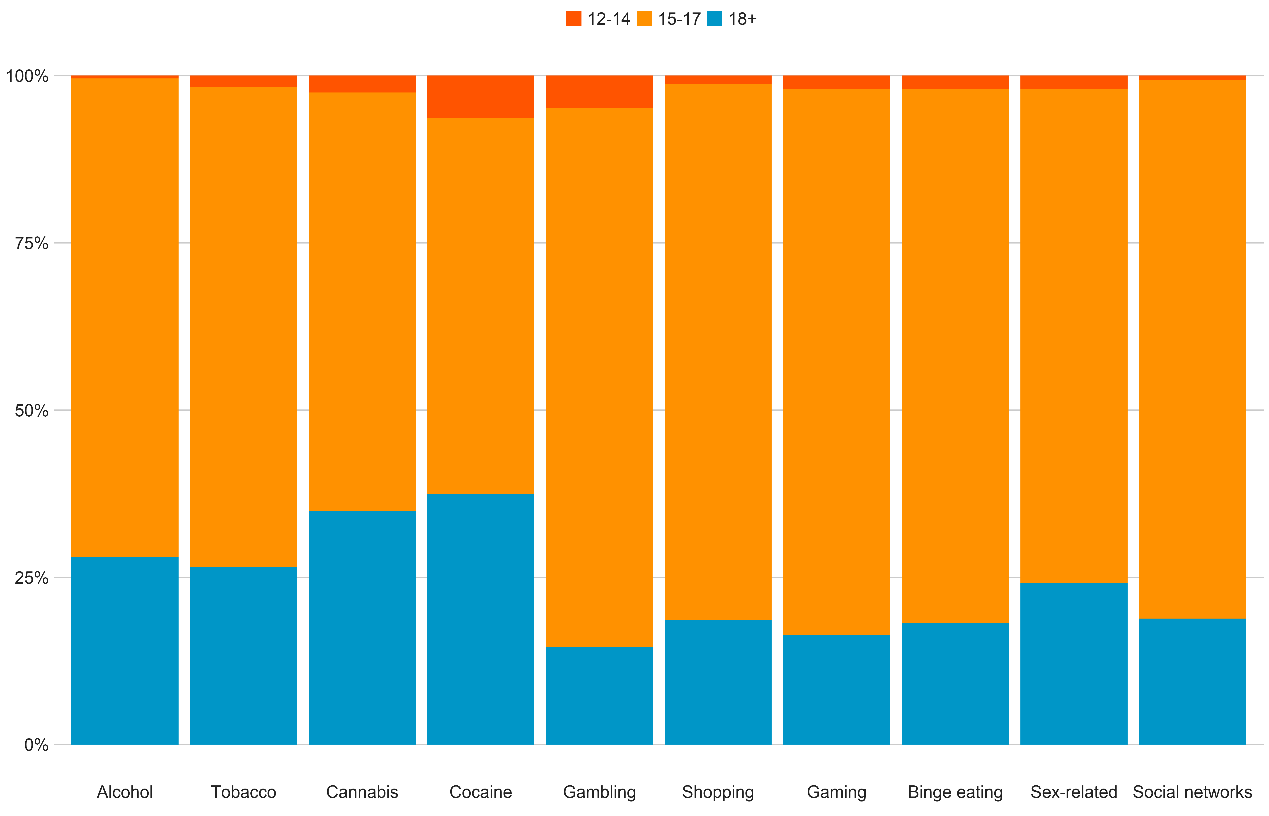 12-14 15-17 18+
100%
75%
50%
25%
0%
Alcohol Tobacco Cannabis Cocaine Gambling Shopping Gaming Binge eating Sex-related Social networks